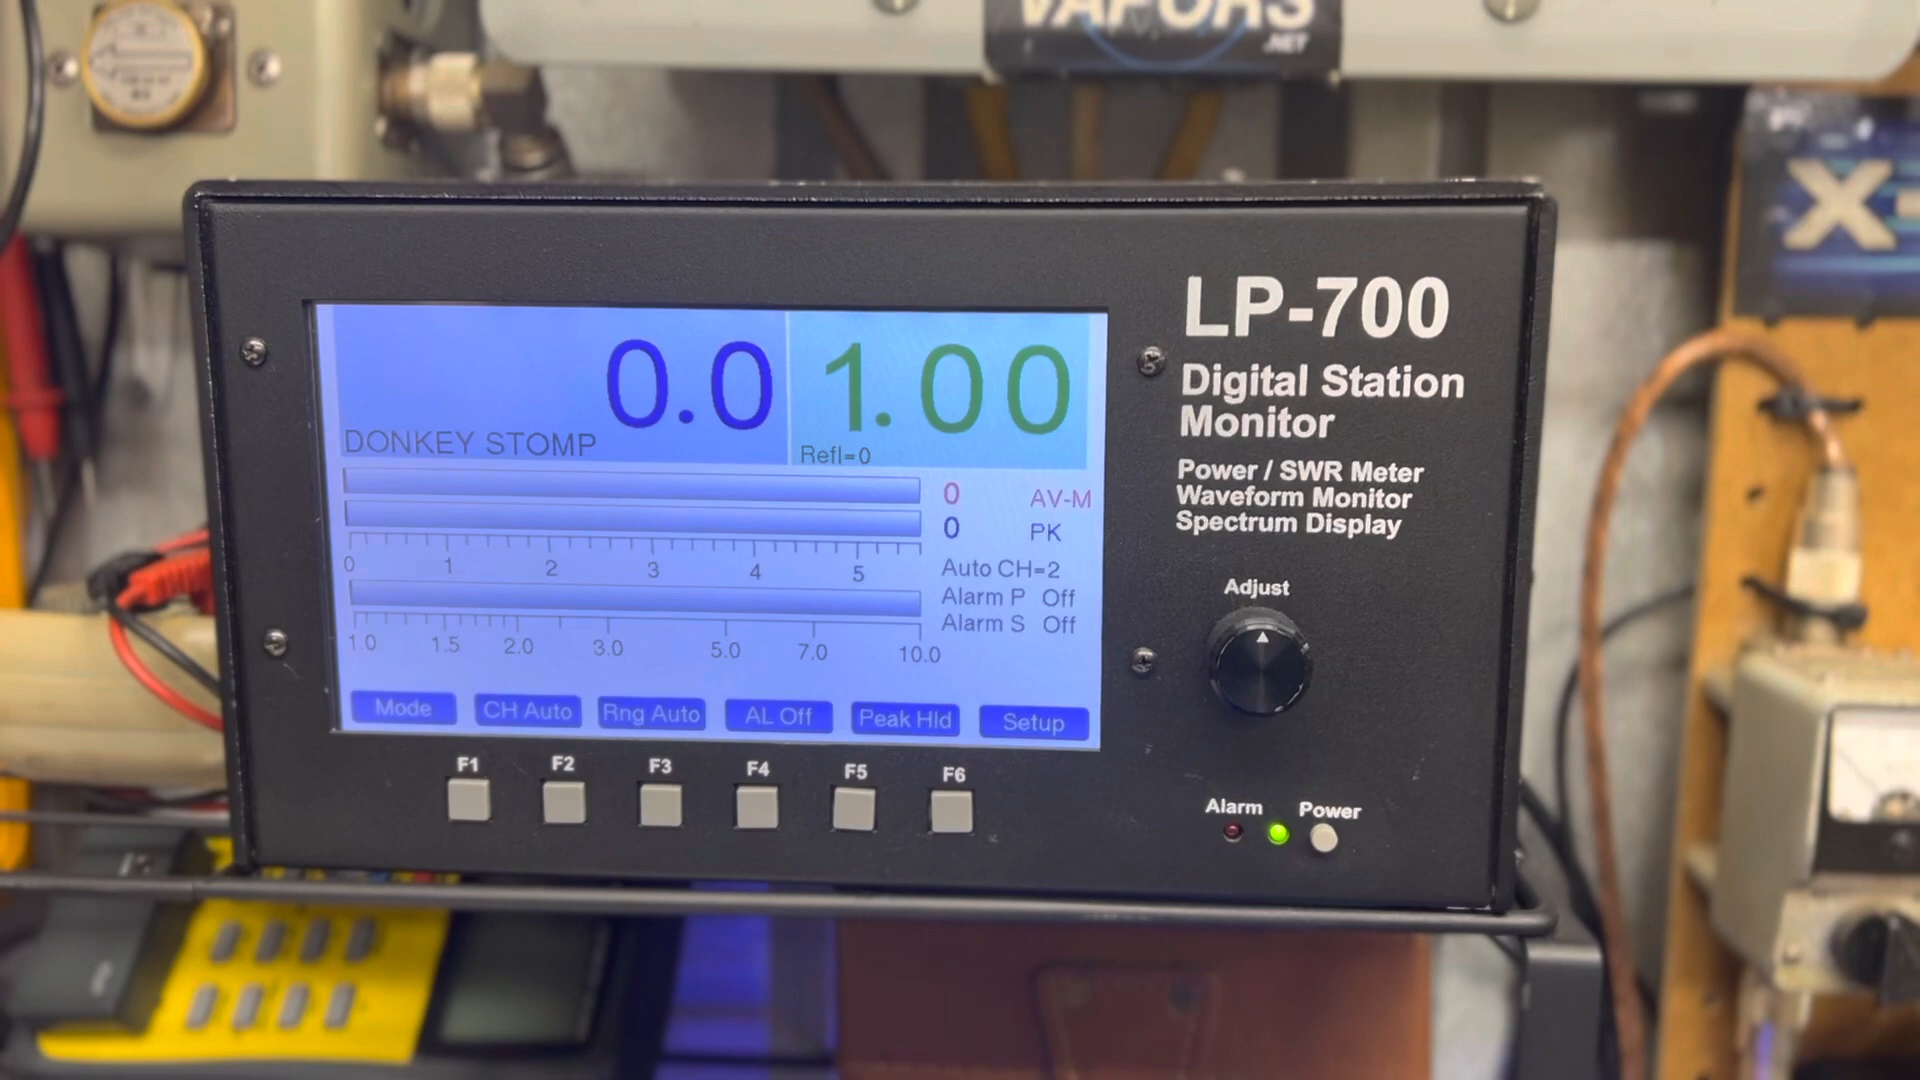 VAPORS
.NET
X-
LP-700
Digital Station
Monitor
Power / SWR Meter
Waveform Monitor
Spectrum Display
0.0
1.00
DONKEY STOMP
Refl=0
0 AV-M
0 PK
0 1 2 3 4 5
Auto CH=2
Alarm P Off
Alarm S Off
1.0 1.5 2.0 3.0 5.0 7.0 10.0
Mode CH Auto Rng Auto AL Off Peak Hld Setup
F1 F2 F3 F4 F5 F6
Adjust
Alarm Power